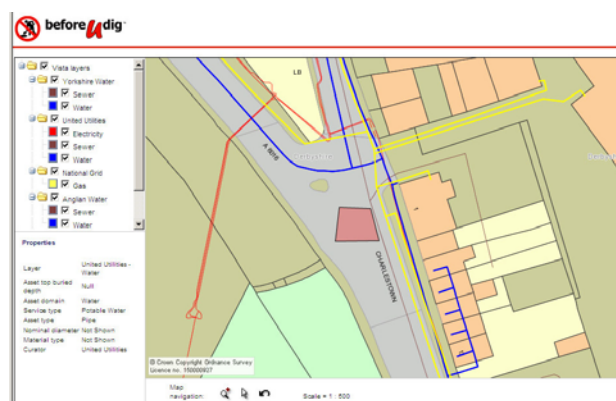 before U dig
Vista layers
Yorkshire Water
Sewer
Water
United Utilities
Electricity
Sewer
Water
National Grid
Gas
Anglian Water
Sewer
Water
Properties
Layer United Utilities - Water
Asset top buried depth Null
Asset domain Water
Service type Potable Water
Asset type Pipe
Nominal diameter Not Shown
Material type Not Shown
Curator United Utilities
LB
CHARLESTOWN
© Crown Copyright Ordnance Survey
Licence no. 100000807
Map navigation:
Scale = 1 : 500